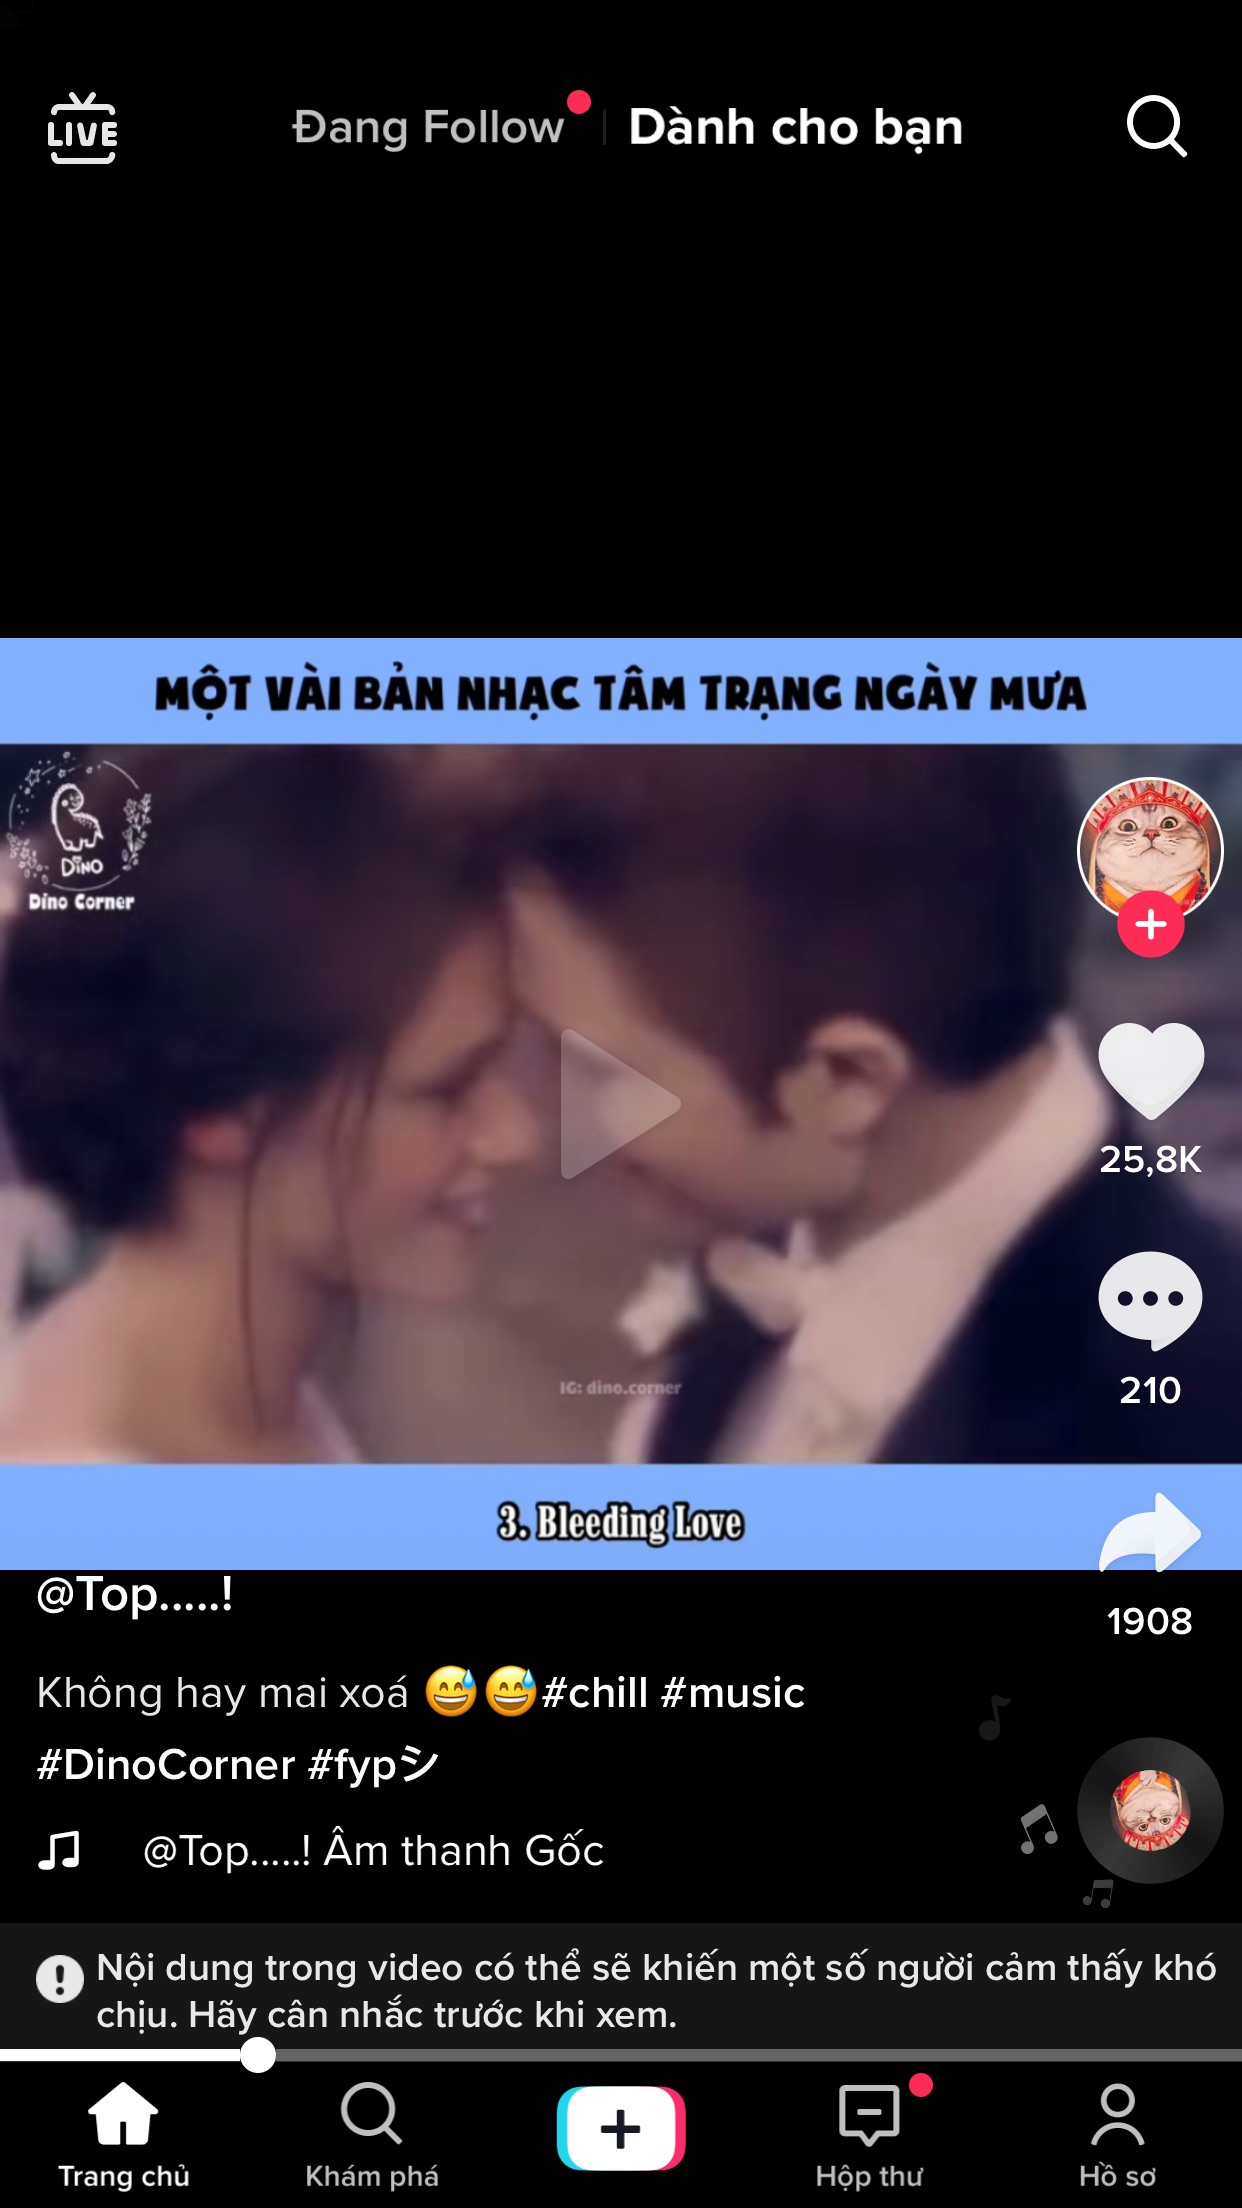 LIVE
Đang Follow
Dành cho bạn
MỘT VÀI BẢN NHẠC TÂM TRẠNG NGÀY MƯA
DINO
Dino Corner
25,8K
210
IG: dino.corner
3. Bleeding Love
@Top.....!
1908
Không hay mai xoá 😅😅#chill #music
#DinoCorner #fypシ
@Top.....! Âm thanh Gốc
Nội dung trong video có thể sẽ khiến một số người cảm thấy khó
chịu. Hãy cân nhắc trước khi xem.
Trang chủ
Khám phá
Hộp thư
Hồ sơ